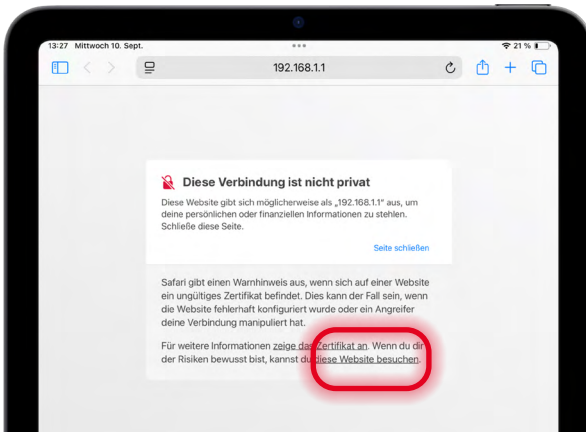 13:27 Mittwoch 10. Sept.
21 %
192.168.1.1
Diese Verbindung ist nicht privat
Diese Website gibt sich möglicherweise als „192.168.1.1“ aus, um
deine persönlichen oder finanziellen Informationen zu stehlen.
Schließe diese Seite.
Seite schließen
Safari gibt einen Warnhinweis aus, wenn sich auf einer Website
ein ungültiges Zertifikat befindet. Dies kann der Fall sein, wenn
die Website fehlerhaft konfiguriert wurde oder ein Angreifer
deine Verbindung manipuliert hat.
Für weitere Informationen zeige das Zertifikat an. Wenn du dir
der Risiken bewusst bist, kannst du diese Website besuchen.